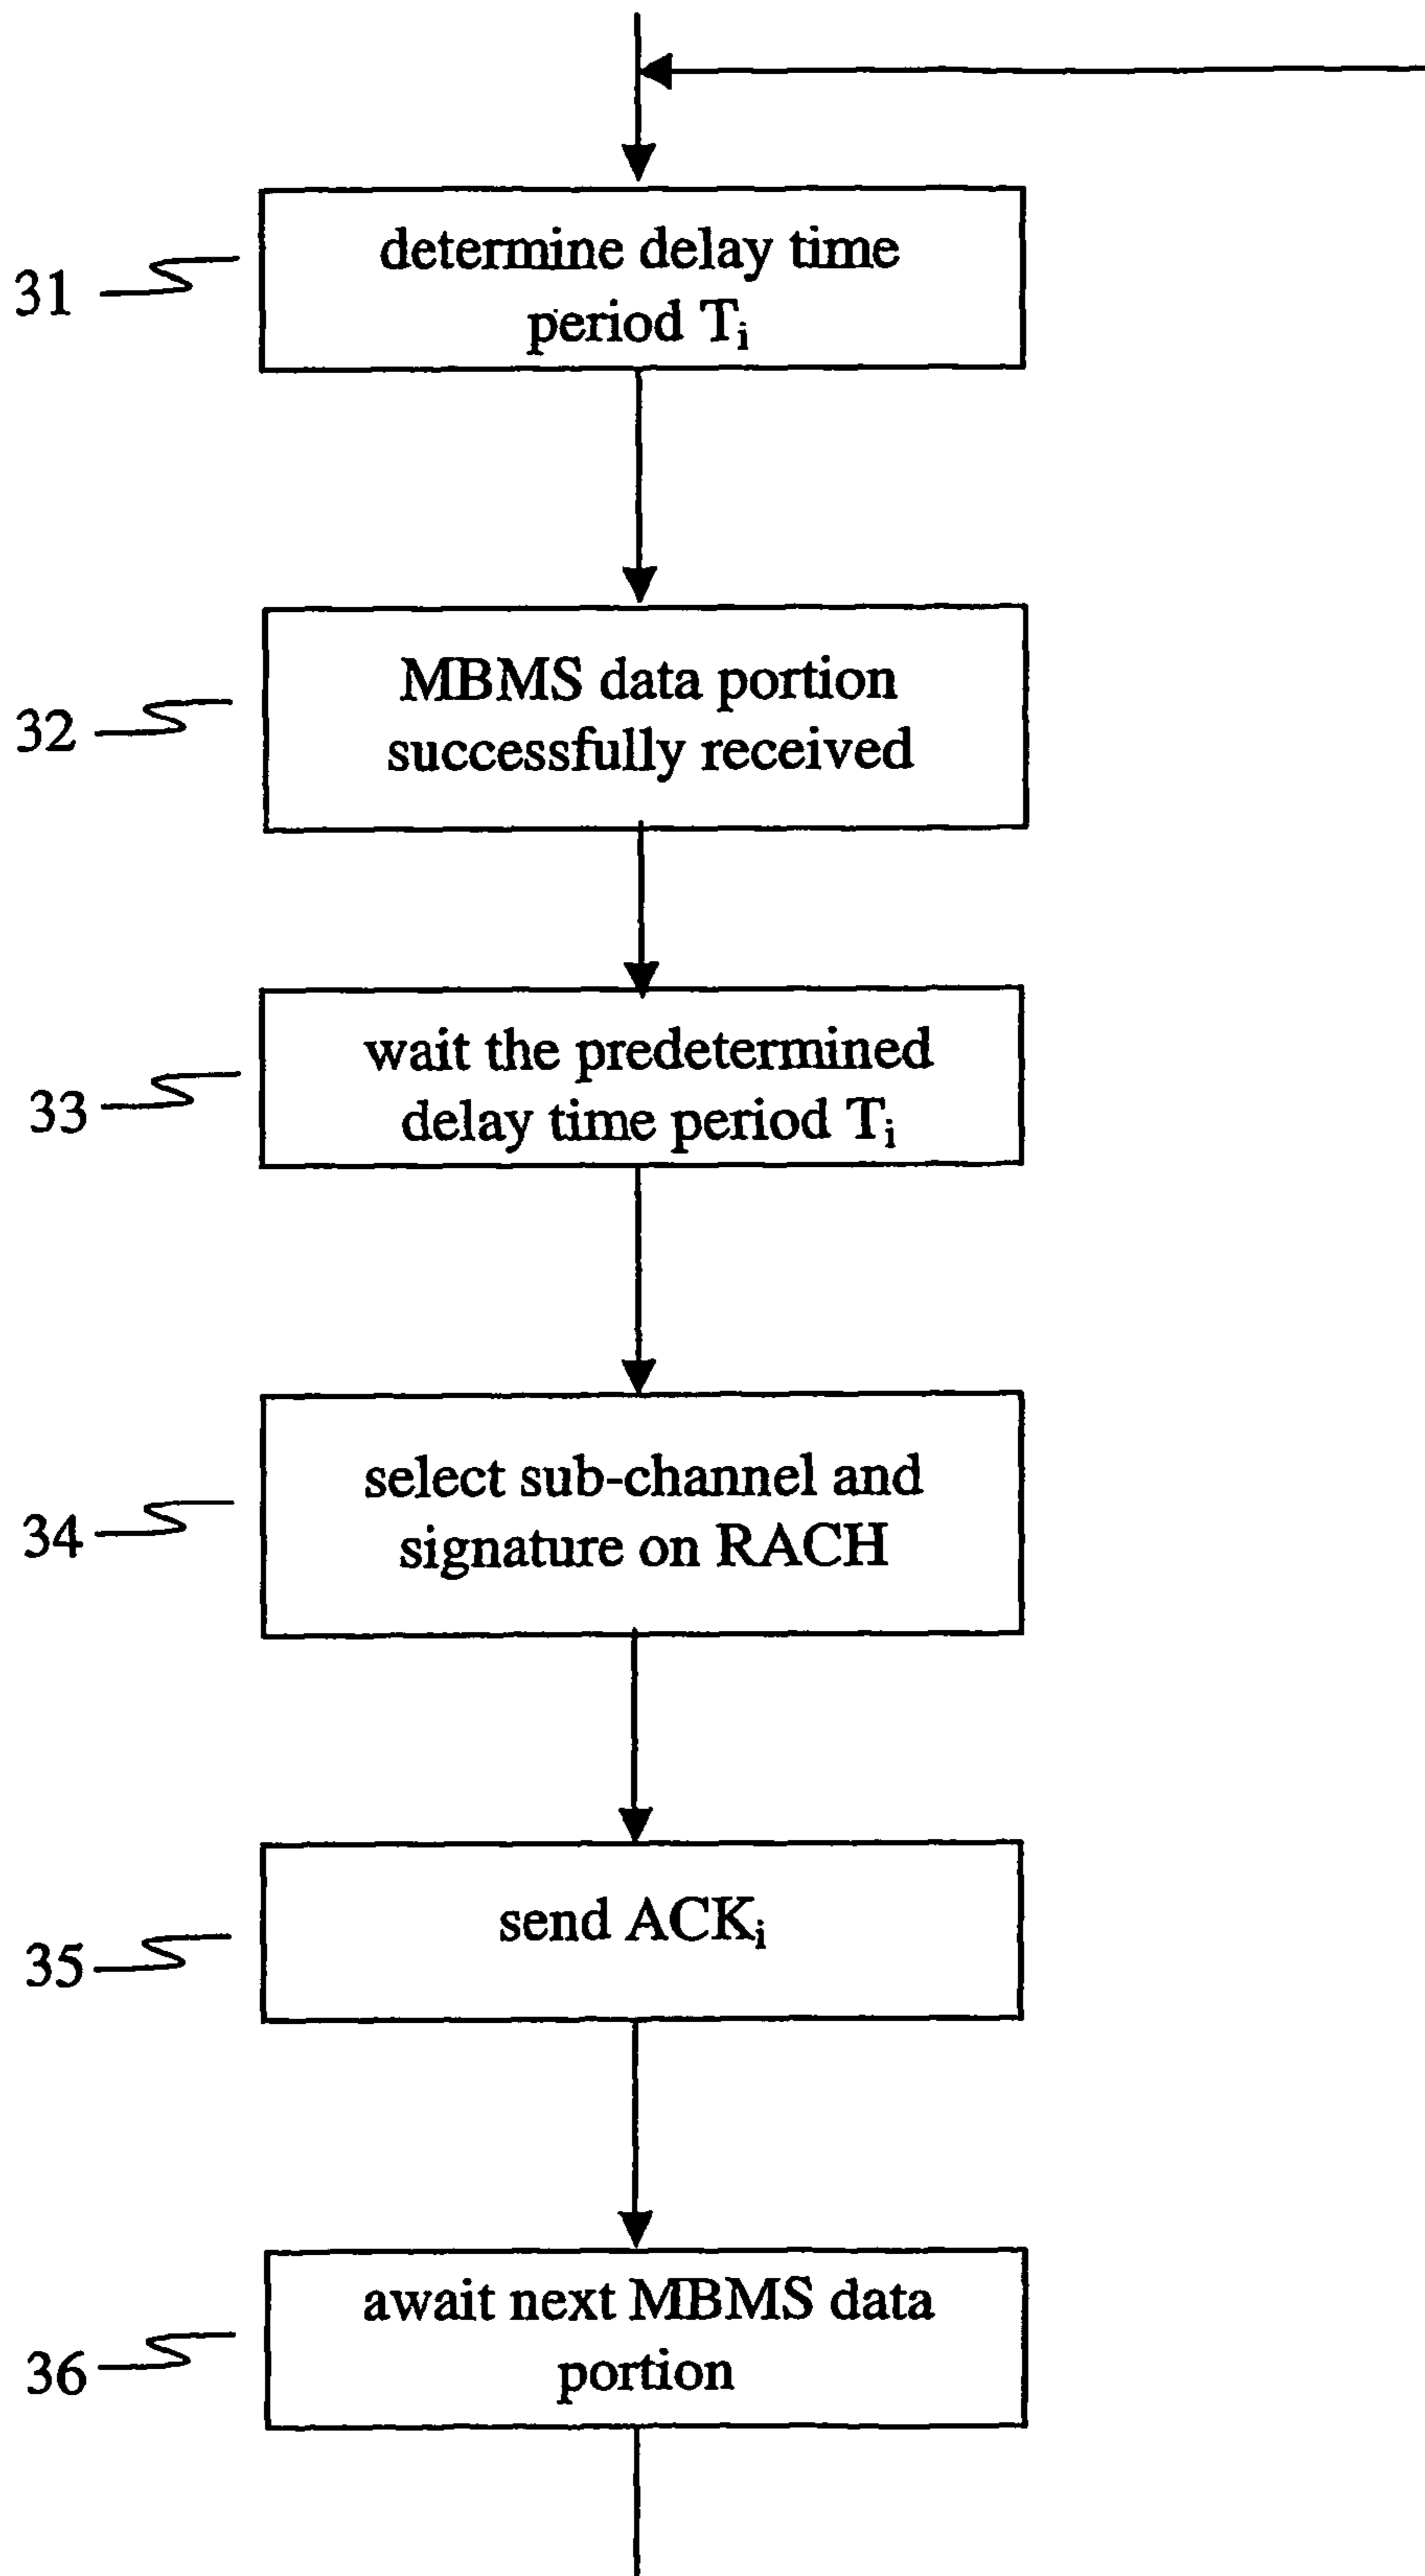 determine delay time
31
period Tᵢ
MBMS data portion
32
successfully received
wait the predetermined
33
delay time period Tᵢ
select sub-channel and
34
signature on RACH
send ACKᵢ
35
await next MBMS data
36
portion